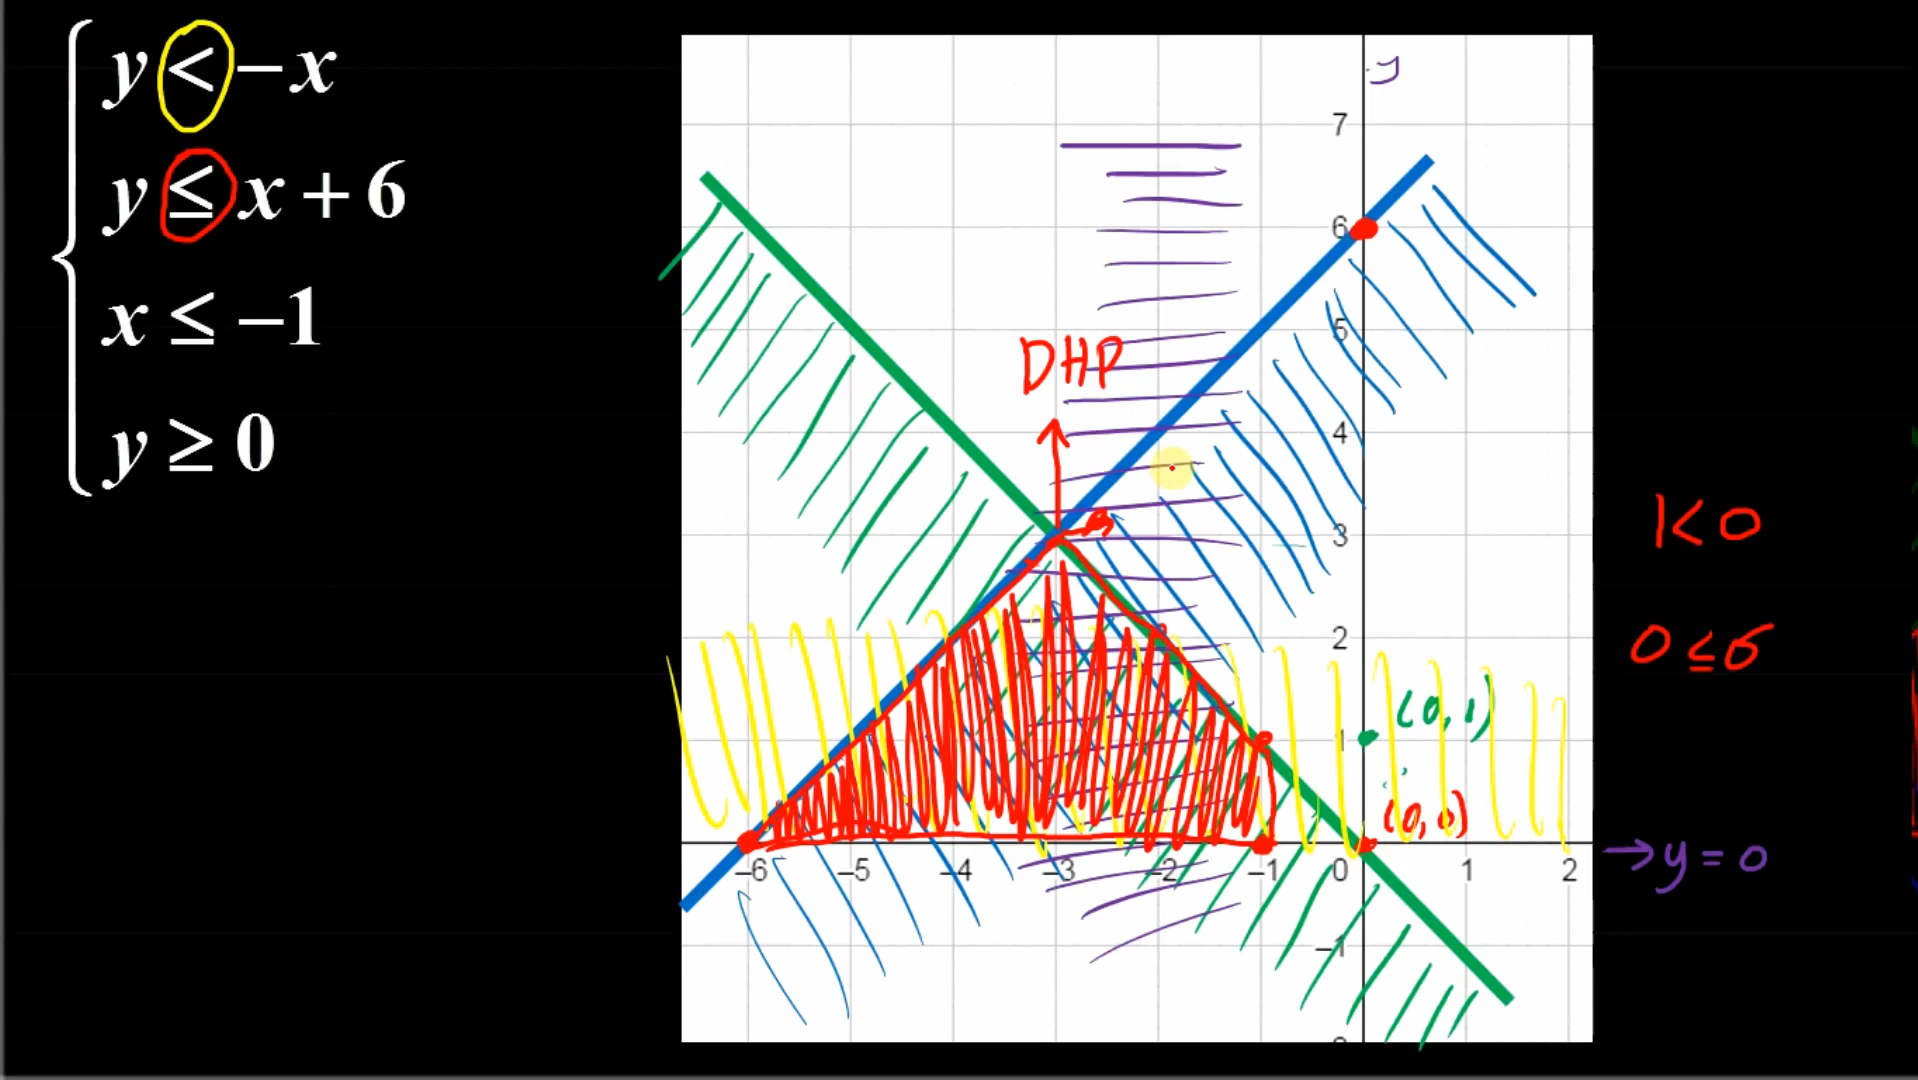 y < −x
y ≤ x + 6
x ≤ −1
y ≥ 0
y
7
6
5
DHP
4
3
2
1
(0,1)
(0,0)
−6 −5 −4 −3 −2 −1 0 1 2
−1
1<0
0≤6
→y=0